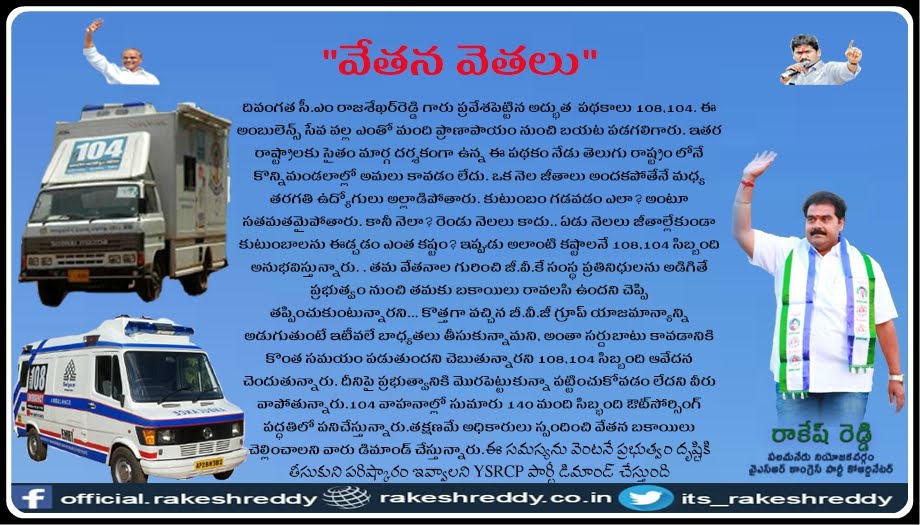 "వేతన వెతలు"
దివంగత సీ.ఎం రాజశేఖర్‌రెడ్డి గారు ప్రవేశపెట్టిన అద్భుత పథకాలు 108,104. ఈ
అంబులెన్స్ సేవ వల్ల ఎంతో మంది ప్రాణాపాయం నుంచి బయట పడగలిగారు. ఇతర
రాష్ట్రాలకు సైతం మార్గ దర్శకంగా ఉన్న ఈ పథకం నేడు తెలుగు రాష్ట్రం లోనే
కొన్నిమండలాల్లో అమలు కావడం లేదు. ఒక నెల జీతాలు అందకపోతేనే మధ్య
తరగతి ఉద్యోగులు అల్లాడిపోతారు. కుటుంబం గడవడం ఎలా? అంటూ
సతమతమైపోతారు. కానీ నెలా? రెండు నెలలు కాదు.. ఏడు నెలలు జీతాల్లేకుండా
కుటుంబాలను ఈడ్చడం ఎంత కష్టం? ఇప్పుడు అలాంటి కష్టాలనే 108,104 సిబ్బంది
అనుభవిస్తున్నారు. . తమ వేతనాల గురించి జీ.వీ.కే సంస్థ ప్రతినిధులను అడిగితే
ప్రభుత్వం నుంచి తమకు బకాయిలు రావలసి ఉందని చెప్పి
తప్పించుకుంటున్నారని... కొత్తగా వచ్చిన బీ.వీ.జీ గ్రూప్ యాజమాన్యాన్ని
అడుగుతుంటే ఇటీవలే బాధ్యతలు తీసుకున్నామని, అంతా సర్దుబాటు కావడానికి
కొంత సమయం పడుతుందని చెబుతున్నారని 108,104 సిబ్బంది ఆవేదన
చెందుతున్నారు. దీనిపై ప్రభుత్వానికి మొరపెట్టుకున్నా పట్టించుకోవడం లేదని వీరు
వాపోతున్నారు.104 వాహనాల్లో సుమారు 140 మంది సిబ్భంది ఔట్‌సోర్సింగ్
పద్ధతిలో పనిచేస్తున్నారు.తక్షణమే అధికారులు స్పందించి వేతన బకాయిలు
చెల్లించాలని వారు డిమాండ్ చేస్తున్నారు.ఈ సమస్యను వెంటనే ప్రభుత్వం దృష్టికి
తీసుకుని పరిష్కారం ఇవ్వాలని YSRCP పార్టీ డిమాండ్ చేస్తుంది
104
108
EMERGENCY
AMBULANCE
EMRI
రాకేష్ రెడ్డి
పలమనేరు నియోజకవర్గం
వైఎస్ఆర్ కాంగ్రెస్ పార్టీ కోఆర్డినేటర్
official.rakeshreddy
rakeshreddy.co.in
its_rakeshreddy